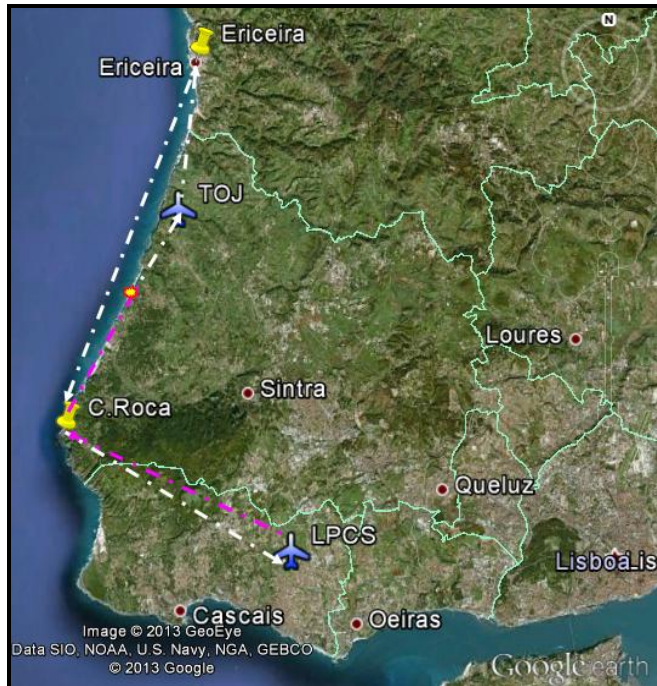 N
Ericeira
Ericeira
TOJ
Loures
Sintra
C.Roca
Queluz
LPCS
Lisboa Lis
Cascais
Oeiras
Image © 2013 GeoEye
Data SIO, NOAA, U.S. Navy, NGA, GEBCO
© 2013 Google
Google earth